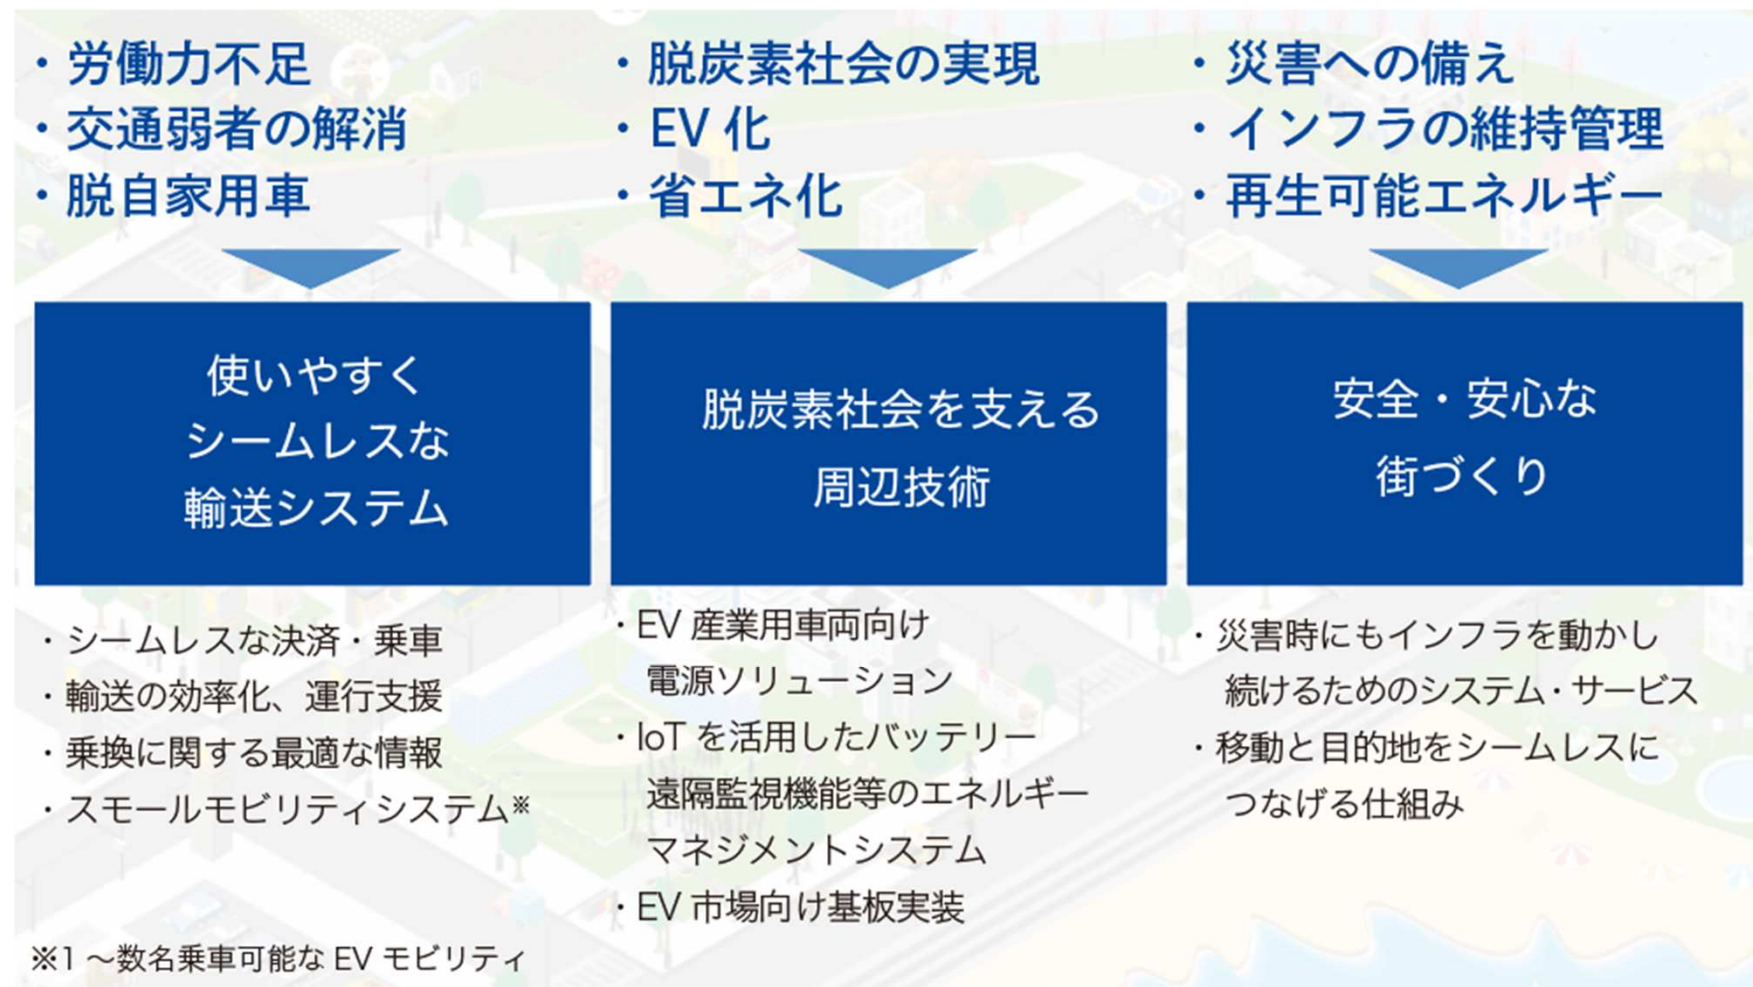 ・労働力不足
・交通弱者の解消
・脱自家用車
使いやすく
シームレスな
輸送システム
・シームレスな決済・乗車
・輸送の効率化、運行支援
・乗換に関する最適な情報
・スモールモビリティシステム※
※1～数名乗車可能な EV モビリティ
・脱炭素社会の実現
・EV 化
・省エネ化
脱炭素社会を支える
周辺技術
・EV 産業用車両向け
電源ソリューション
・IoT を活用したバッテリー
遠隔監視機能等のエネルギー
マネジメントシステム
・EV 市場向け基板実装
・災害への備え
・インフラの維持管理
・再生可能エネルギー
安全・安心な
街づくり
・災害時にもインフラを動かし
続けるためのシステム・サービス
・移動と目的地をシームレスに
つなげる仕組み